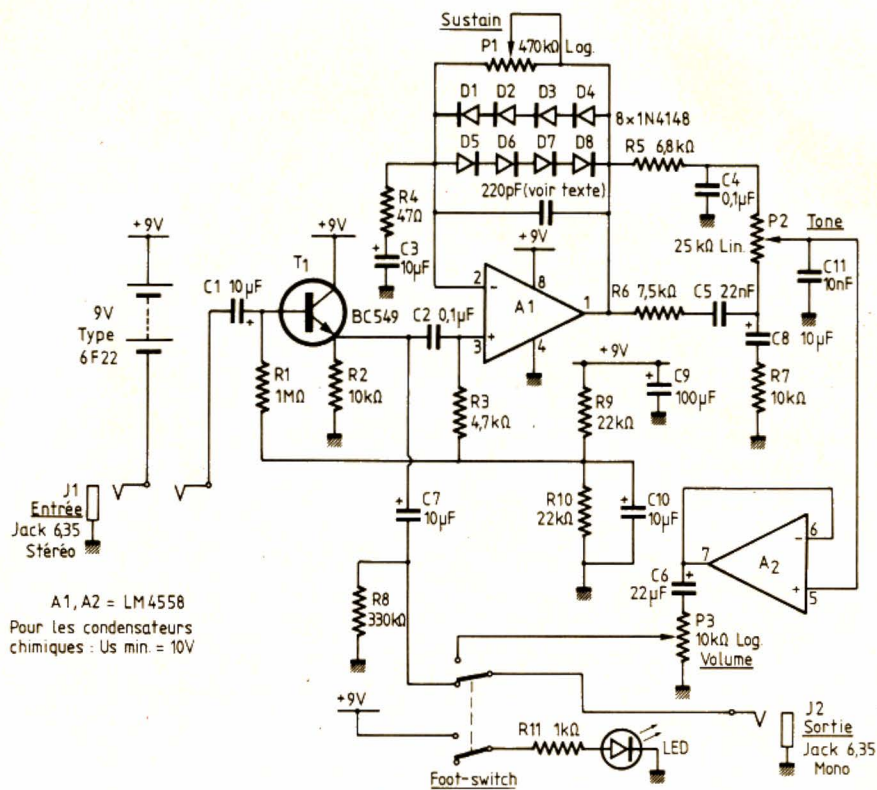 Sustain
P1 470kΩ Log.
D1 D2 D3 D4
8x1N4148
D5 D6 D7 D8
R5 6,8kΩ
220pF(voir texte)
C4
0,1µF
R4
47Ω
C3
10µF
+
P2
Tone
25kΩ Lin.
C11
10nF
+9V
+9V
+9V
T1
BC549
C1 10µF
+
9V
Type
6F22
C2 0,1µF
2
-
3
+
8
A1
1
4
R6 7,5kΩ
C5 22nF
C8 10µF
+
R7
10kΩ
R1
1MΩ
R2
10kΩ
R3
4,7kΩ
+9V
R9
22kΩ
+
C9
100µF
R10
22kΩ
+
C10
10µF
J1
Entrée
Jack 6,35
Stéréo
+
C7
10µF
R8
330kΩ
6
-
7
A2
+
5
C6
22µF
+
P3
10kΩ Log.
Volume
A1, A2 = LM4558
Pour les condensateurs
chimiques : Us min. = 10V
+9V
R11 1kΩ
LED
Foot-switch
J2
Sortie
Jack 6,35
Mono